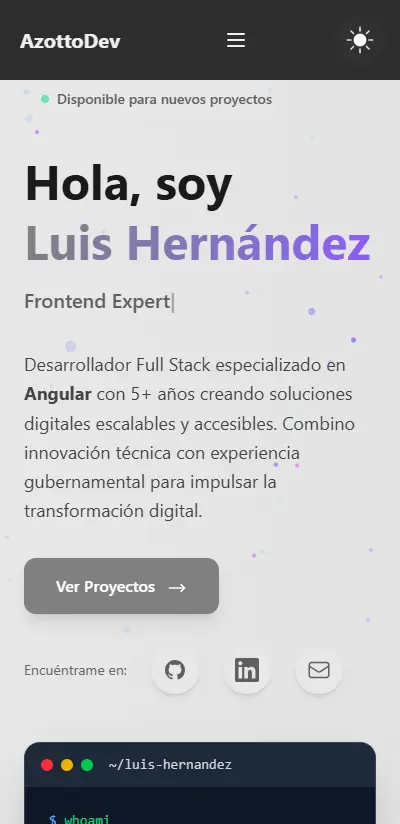 AzottoDev
Disponible para nuevos proyectos
Hola, soy
Luis Hernández
Frontend Expert|
Desarrollador Full Stack especializado en
Angular con 5+ años creando soluciones
digitales escalables y accesibles. Combino
innovación técnica con experiencia
gubernamental para impulsar la
transformación digital.
Ver Proyectos →
Encuéntrame en:
~/luis-hernandez
$ whoami